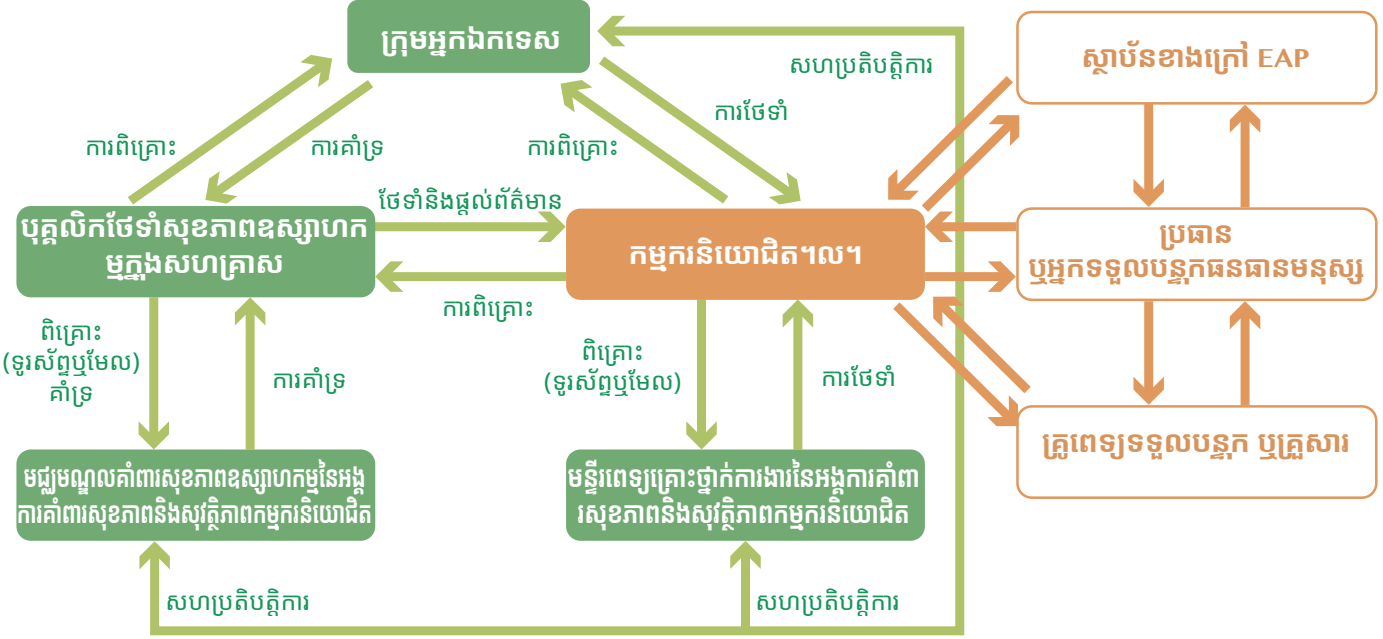 ក្រុមអ្នកឯកទេស
ស្ថាប័នខាងក្រៅ EAP
សហប្រតិបត្តិការ
ការថែទាំ
ការពិគ្រោះ
ការគាំទ្រ
ការពិគ្រោះ
ថែទាំនិងផ្តល់ព័ត៌មាន
បុគ្គលិកថែទាំសុខភាពឧស្សាហក
ម្មក្នុងសហគ្រាស
កម្មករនិយោជិត។ល។
ប្រធាន
ឬអ្នកទទួលបន្ទុកធនធានមនុស្ស
ការពិគ្រោះ
ពិគ្រោះ
(ទូរស័ព្ទឬមែល)
គាំទ្រ
ការគាំទ្រ
ពិគ្រោះ
(ទូរស័ព្ទឬមែល)
ការថែទាំ
គ្រូពេទ្យទទួលបន្ទុក ឬគ្រួសារ
មជ្ឈមណ្ឌលគាំពារសុខភាពឧស្សាហកម្មនៃអង្គ
ការគាំពារសុខភាពនិងសុវត្ថិភាពកម្មករនិយោជិត
មន្ទីរពេទ្យគ្រោះថ្នាក់ការងារនៃអង្គការគាំពា
រសុខភាពនិងសុវត្ថិភាពកម្មករនិយោជិត
សហប្រតិបត្តិការ
សហប្រតិបត្តិការ